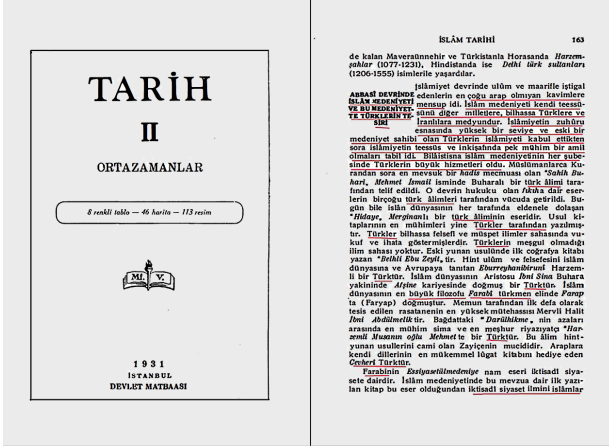 TARİH
II
ORTAZAMANLAR
8 renkli tablo — 46 harita — 113 resim
Mf. V.
1931
İSTANBUL
DEVLET MATBAASI
İSLÂM TARİHİ 163
de kalan Maveraünnehir ve Türkistanla Horasanda Harzem-
şahlar (1077-1231), Hindistanda ise Delhi türk sultanları
(1206-1555) isimlerile yaşardılar.
ABBASÎ DEVRİNDE
İSLÂM MEDENİYETİ
VE BU MEDENİYET-
TE TÜRKLERİN TE-
SİRİ
İslâmiyet devrinde ulûm ve maarifle iştigal
edenlerin en çoğu arap olmıyan kavimlere
mensup idi. İslâm medeniyeti kendi teessü-
sünü diğer milletlere, bilhassa Türklere ve
İranlılara medyundur. İslâmiyetin zuhûru
esnasında yüksek bir seviye ve eski bir
medeniyet sahibi olan Türklerin islâmiyeti kabul ettikten
sora islâmiyetin teessüs ve inkişafında pek mühim bir amil
olmaları tabiî idi. Bilâistisna islâm medeniyetinin her şube-
sinde Türklerin büyük hizmetleri oldu. Müslümanlarca Ku-
randan sora en mevsuk bir hadis mecmuası olan "Sahih Bu-
hari„ Mehmet İsmail isminde Buharalı bir türk âlimi tara-
fından telif edildi. O devrin hukuku olan fıkıha dair eser-
lerin birçoğu türk âlimleri tarafından vücuda getirildi. Bu-
gün bile islân dünyasının her tarafında eldenele dolaşan
"Hidaye„ Merginanlı bir türk âliminin eseridir. Usul ki-
taplarının en mühimleri yine Türkler tarafından yazılmış-
tır. Türkler bilhassa felsefî ve müspet ilimler sahasında vu-
kuf ve ihata göstermişlerdir. Türklerin meşgul olmadığı
ilim sahası yoktur. Eski yunan usulünde ilk coğrafya kitabı
yazan "Belhli Ebu Zeyit„ tir. Hint ulûm ve felsefesini islâm
dünyasına ve Avrupaya tanıtan Eburreyhanibirunî Harzem-
li bir Türktür. İslâm dünyasının Aristosu İbni Sina Buhara
yakininde Afşine kariyesinde doğmuş bir Türktür. İslâm
dünyasının en büyük filozofu Farabî türkmen elinde Farap
ta (Faryap) doğmuştur. Memun tarafından ilk defa olarak
tesis edilen rasatanenin en yüksek mütehassısı Mervli Halit
İbni Abdülmelik tir. Bağdattaki "Darülhikme„ nin azaları
arasında en mühim sima ve en meşhur riyaziyatçı "Har-
zemli Musanın oğlu Mehmet te bir Türktür. Bu âlim hint-
yunan usullerini cami olan Zayiçenin mucididir. Araplara
kendi dillerinin en mükemmel lûgat kitabını hediye eden
Cevheri Türktür.
Farabinin Essiyasetülmedeniye nam eseri iktisadî siya-
sete dairdir. İslâm medeniyetinde bu mevzua dair ilk yazı-
lan kitap bu eser olduğundan iktisadî siyaset ilmini islâmlar